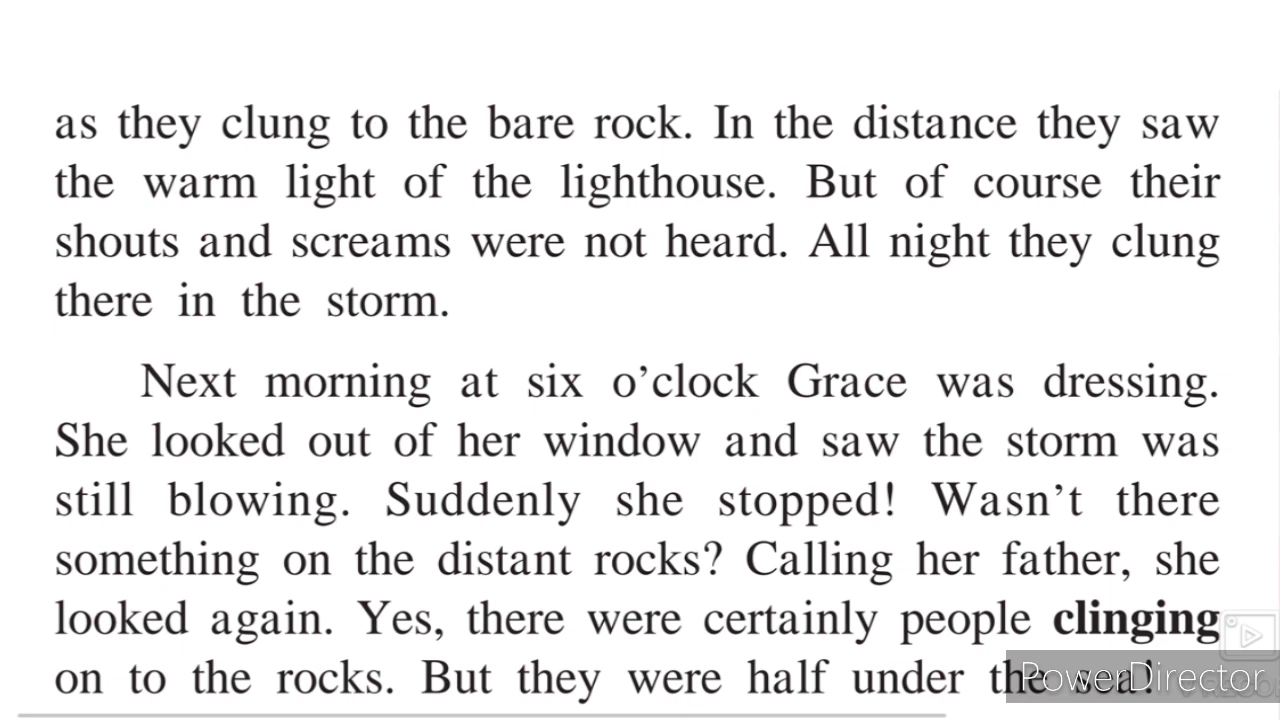 as they clung to the bare rock. In the distance they saw
the warm light of the lighthouse. But of course their
shouts and screams were not heard. All night they clung
there in the storm.
Next morning at six o’clock Grace was dressing.
She looked out of her window and saw the storm was
still blowing. Suddenly she stopped! Wasn’t there
something on the distant rocks? Calling her father, she
looked again. Yes, there were certainly people clinging
on to the rocks. But they were half under the sea!
PowerDirector